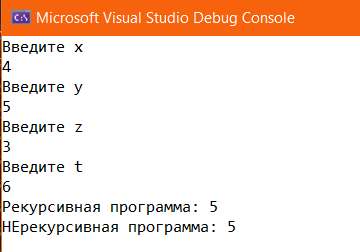 C:\ Microsoft Visual Studio Debug Console
Введите x
4
Введите y
5
Введите z
3
Введите t
6
Рекурсивная программа: 5
НЕрекурсивная программа: 5